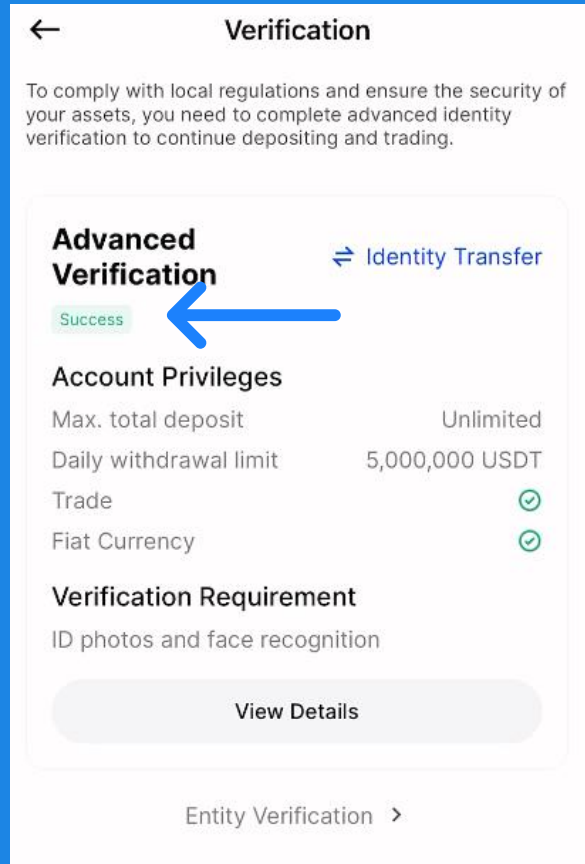 Verification
To comply with local regulations and ensure the security of
your assets, you need to complete advanced identity
verification to continue depositing and trading.
Advanced
Verification
Identity Transfer
Success
Account Privileges
Max. total deposit Unlimited
Daily withdrawal limit 5,000,000 USDT
Trade
Fiat Currency
Verification Requirement
ID photos and face recognition
View Details
Entity Verification